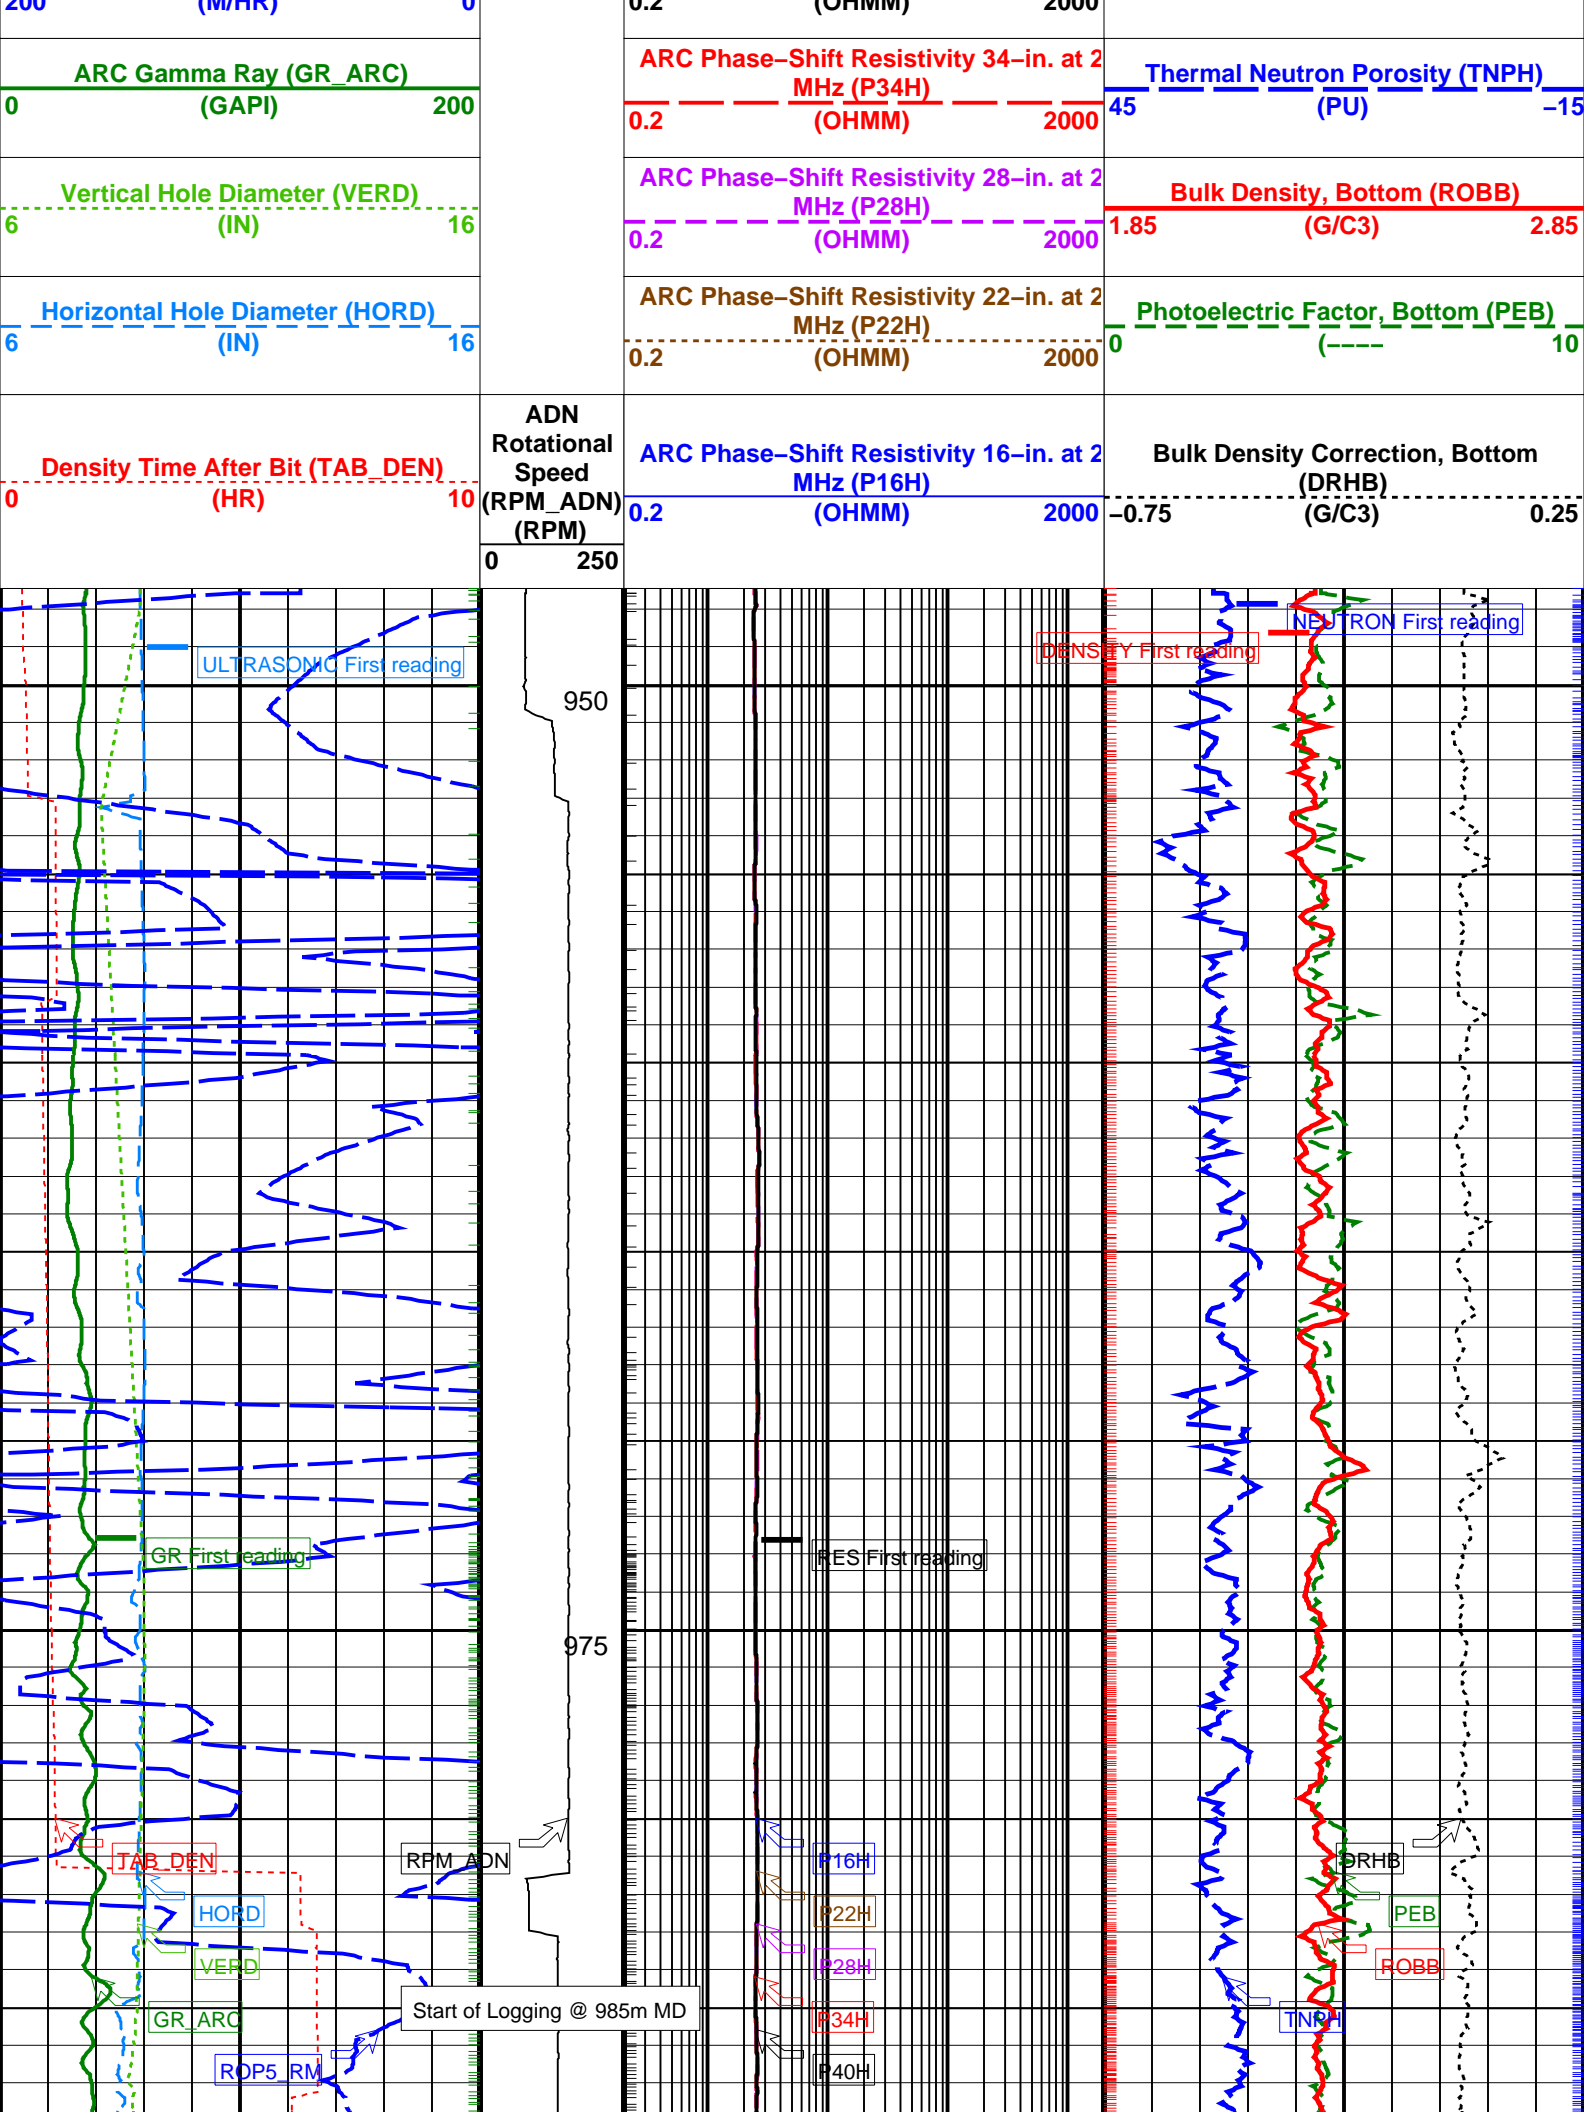 200 (M/HR) 0
ARC Gamma Ray (GR_ARC)
0 (GAPI) 200
Vertical Hole Diameter (VERD)
6 (IN) 16
Horizontal Hole Diameter (HORD)
6 (IN) 16
Density Time After Bit (TAB_DEN)
0 (HR) 10
ADN
Rotational
Speed
(RPM_ADN)
(RPM)
0 250
0.2 (OHMM) 2000
ARC Phase−Shift Resistivity 34−in. at 2
MHz (P34H)
0.2 (OHMM) 2000
ARC Phase−Shift Resistivity 28−in. at 2
MHz (P28H)
0.2 (OHMM) 2000
ARC Phase−Shift Resistivity 22−in. at 2
MHz (P22H)
0.2 (OHMM) 2000
ARC Phase−Shift Resistivity 16−in. at 2
MHz (P16H)
0.2 (OHMM) 2000
Thermal Neutron Porosity (TNPH)
45 (PU) −15
Bulk Density, Bottom (ROBB)
1.85 (G/C3) 2.85
Photoelectric Factor, Bottom (PEB)
0 (−−−− 10
Bulk Density Correction, Bottom
(DRHB)
−0.75 (G/C3) 0.25
NEUTRON First reading
DENSITY First reading
ULTRASONIC First reading
950
GR First reading
RES First reading
975
TAB_DEN
RPM_ADN
P16H
DRHB
HORD
P22H
PEB
VERD
P28H
ROBB
Start of Logging @ 985m MD
GR_ARC
P34H
TNPH
ROP5_RM
P40H